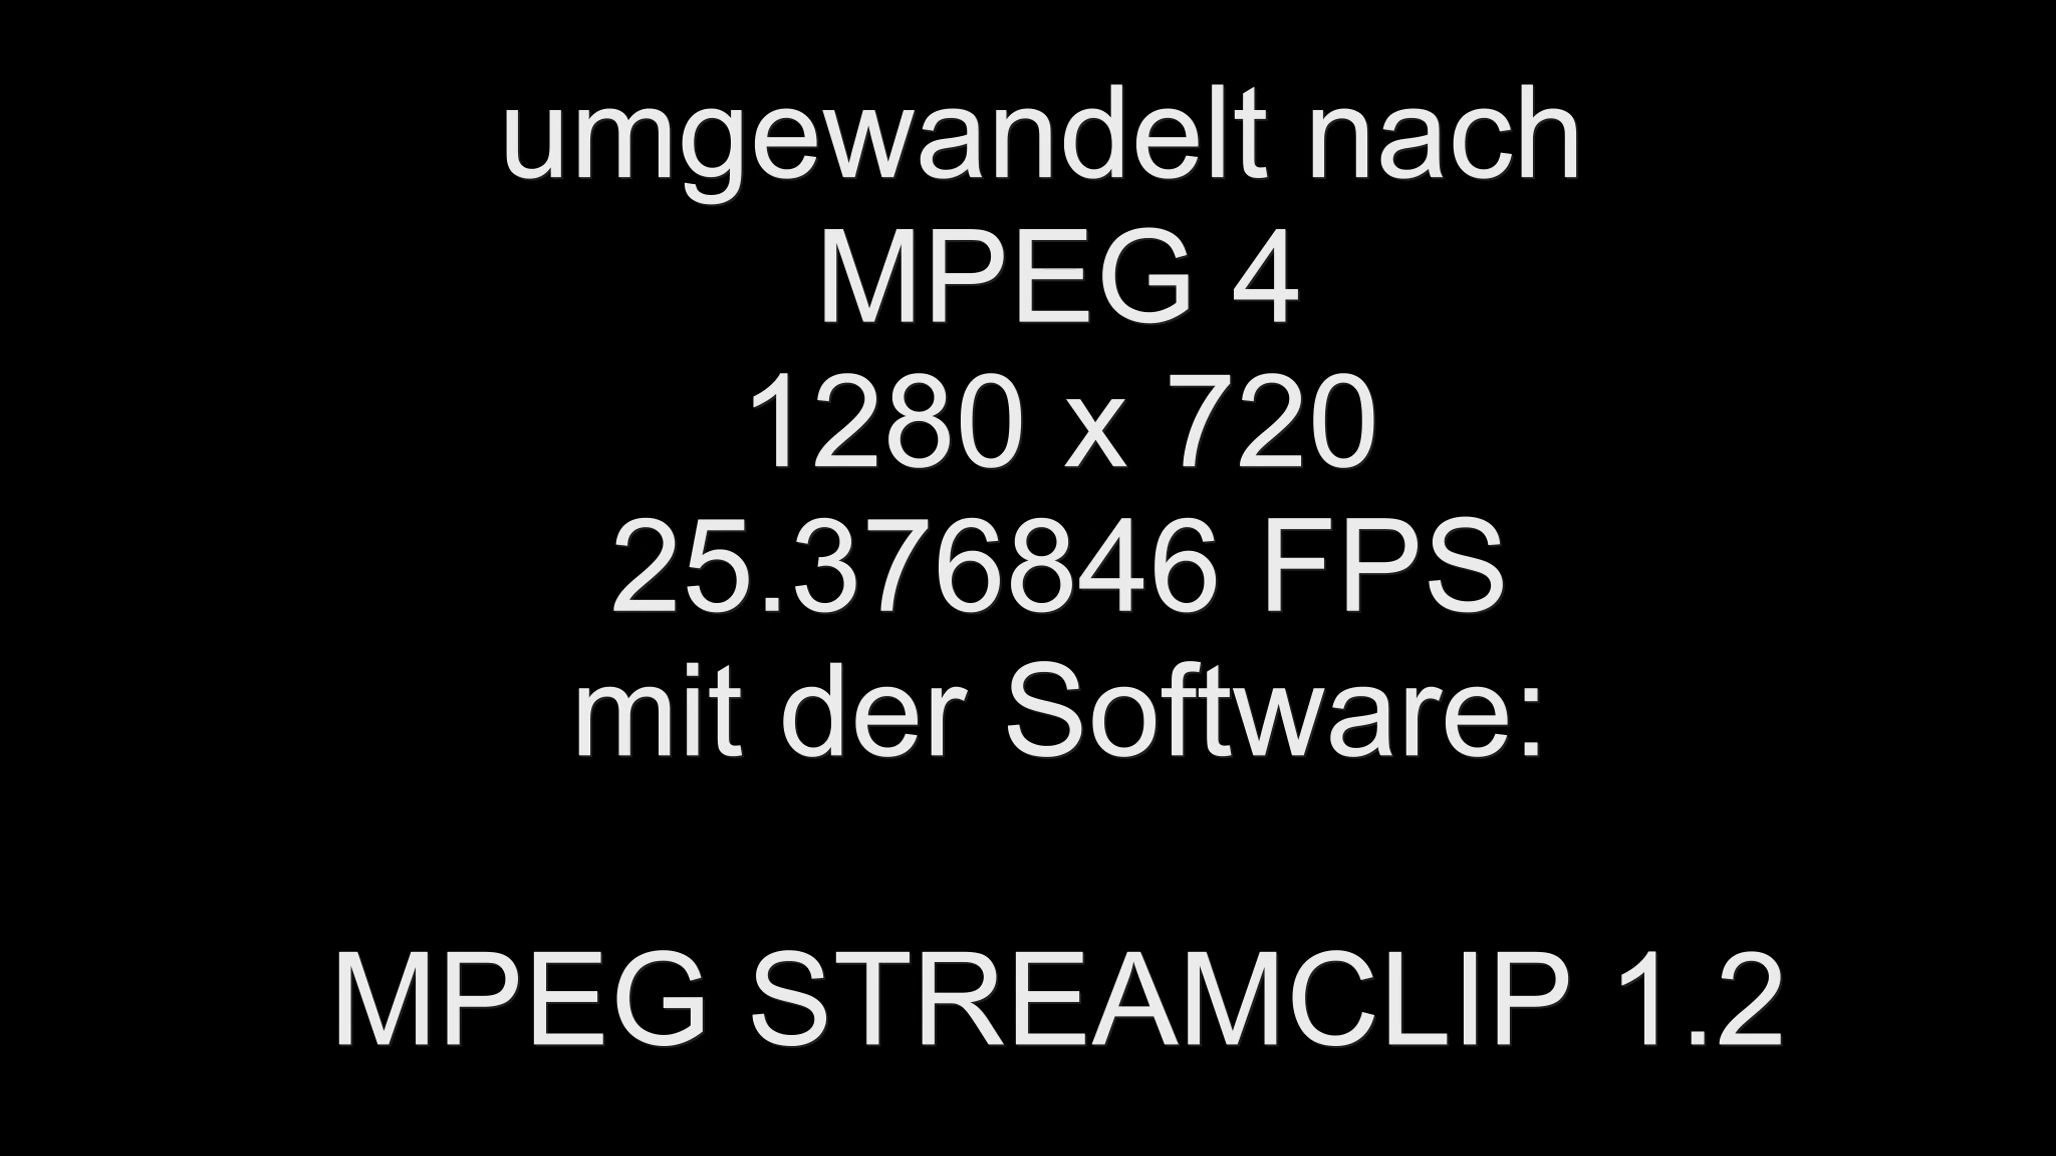 umgewandelt nach
MPEG 4
1280 x 720
25.376846 FPS
mit der Software:
MPEG STREAMCLIP 1.2